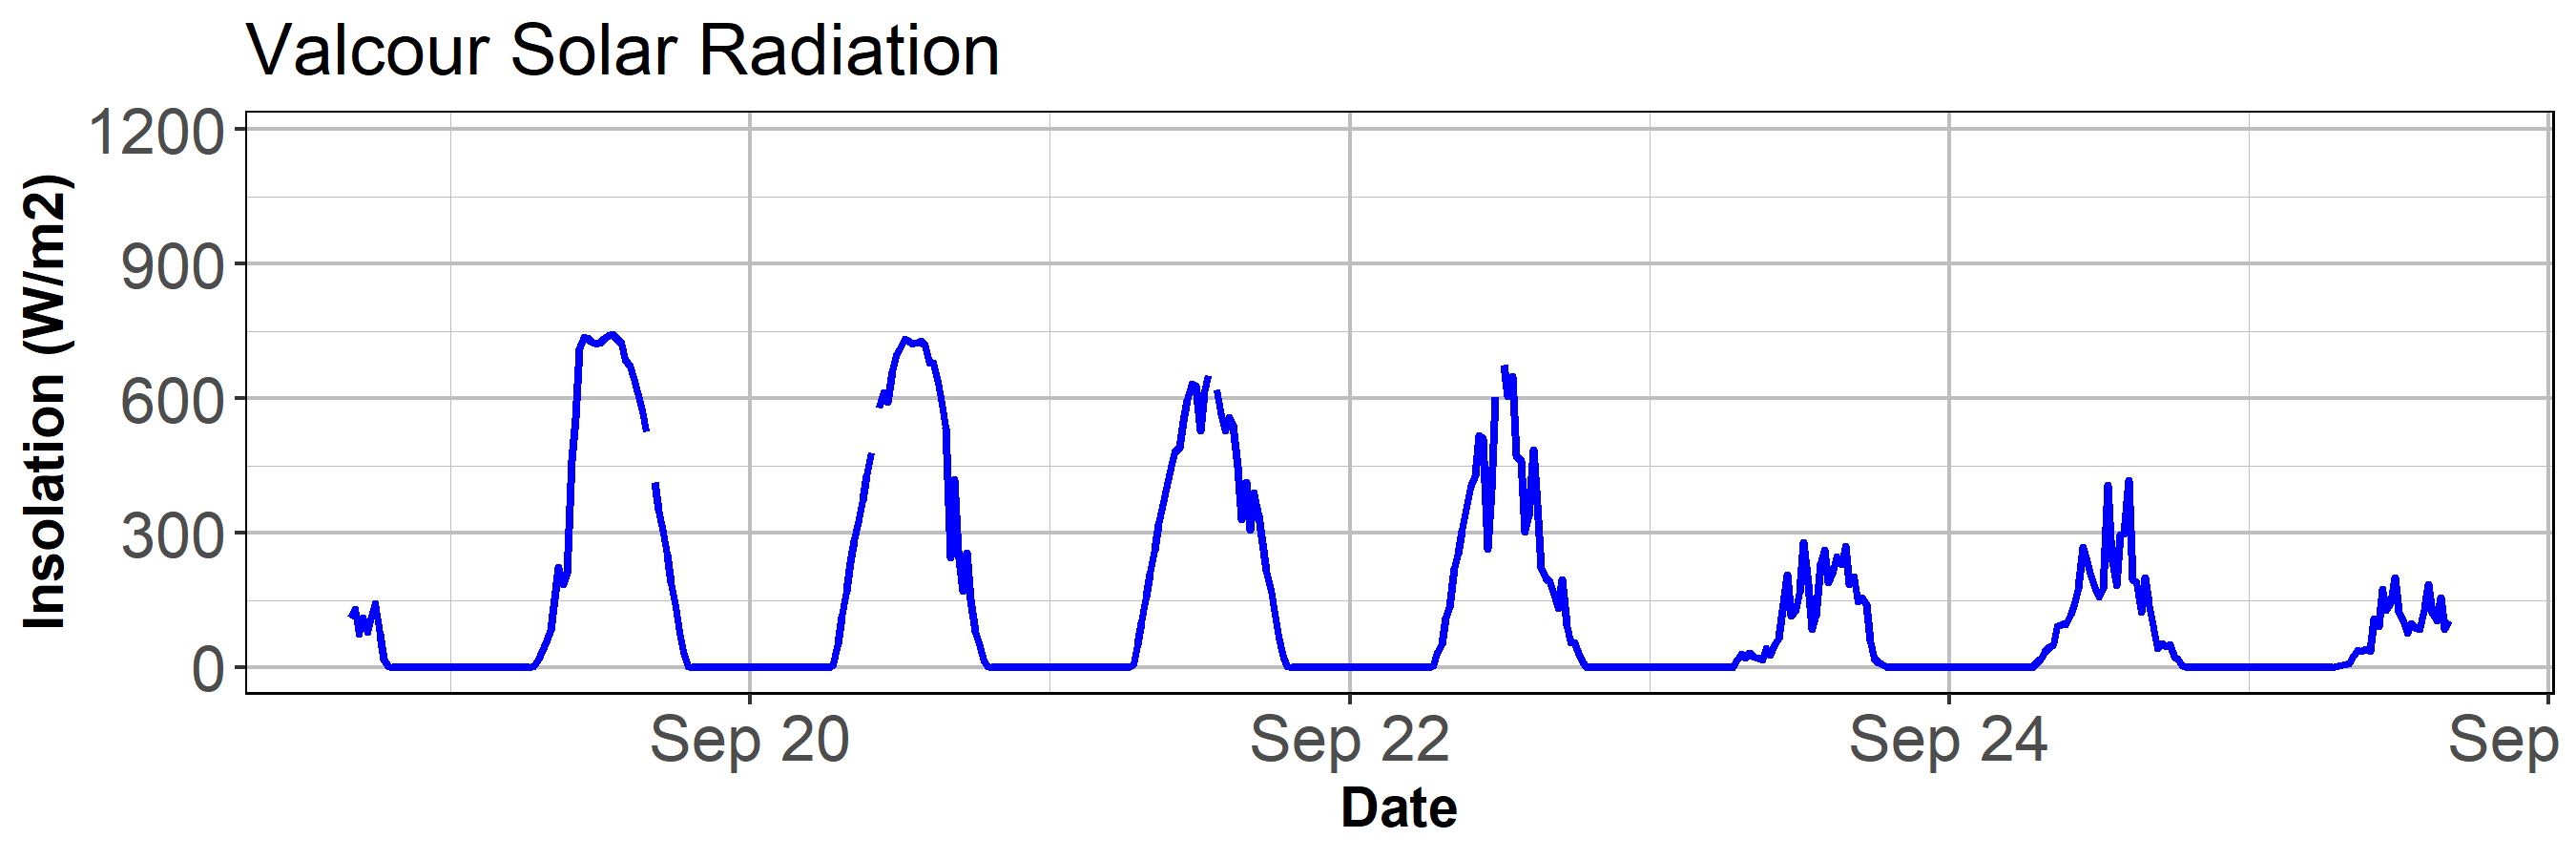 Valcour Solar Radiation
1200
900
600
300
0
Insolation (W/m2)
Sep 20
Sep 22
Sep 24
Sep
Date